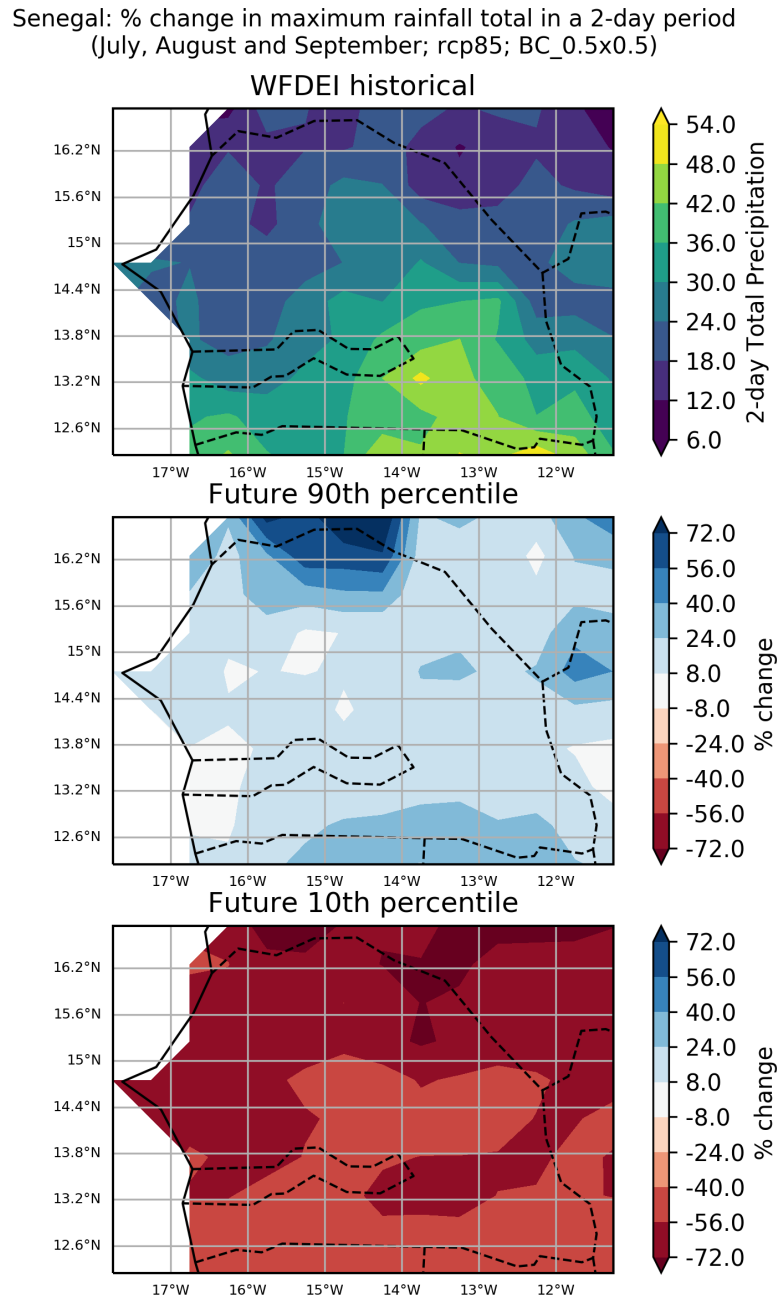 Senegal: % change in maximum rainfall total in a 2-day period
(July, August and September; rcp85; BC_0.5x0.5)
WFDEI historical
16.2°N
15.6°N
15°N
14.4°N
13.8°N
13.2°N
12.6°N
17°W 16°W 15°W 14°W 13°W 12°W
54.0
48.0
42.0
36.0
30.0
24.0
18.0
12.0
6.0
2-day Total Precipitation
Future 90th percentile
16.2°N
15.6°N
15°N
14.4°N
13.8°N
13.2°N
12.6°N
17°W 16°W 15°W 14°W 13°W 12°W
72.0
56.0
40.0
24.0
8.0
-8.0
-24.0
-40.0
-56.0
-72.0
% change
Future 10th percentile
16.2°N
15.6°N
15°N
14.4°N
13.8°N
13.2°N
12.6°N
17°W 16°W 15°W 14°W 13°W 12°W
72.0
56.0
40.0
24.0
8.0
-8.0
-24.0
-40.0
-56.0
-72.0
% change